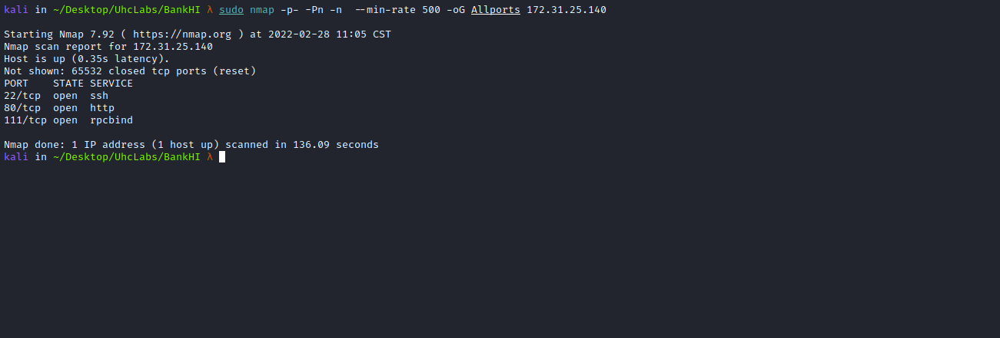 kali in ~/Desktop/UhcLabs/BankHI λ sudo nmap -p- -Pn -n  --min-rate 500 -oG Allports 172.31.25.140
Starting Nmap 7.92 ( https://nmap.org ) at 2022-02-28 11:05 CST
Nmap scan report for 172.31.25.140
Host is up (0.35s latency).
Not shown: 65532 closed tcp ports (reset)
PORT    STATE SERVICE
22/tcp  open  ssh
80/tcp  open  http
111/tcp open  rpcbind
Nmap done: 1 IP address (1 host up) scanned in 136.09 seconds
kali in ~/Desktop/UhcLabs/BankHI λ